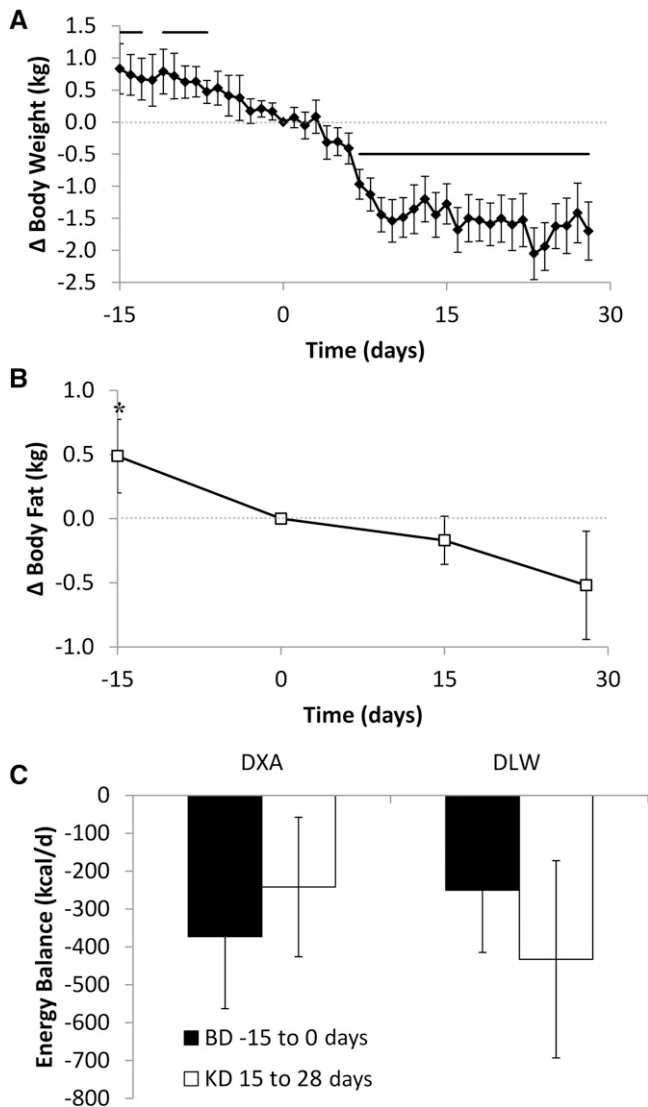 A
Δ Body Weight (kg)
1.5
1.0
0.5
0.0
-0.5
-1.0
-1.5
-2.0
-2.5
-15 0 15 30
Time (days)
B
Δ Body Fat (kg)
1.0
*
0.5
0.0
-0.5
-1.0
-15 0 15 30
Time (days)
C
DXA DLW
Energy Balance (kcal/d)
0
-100
-200
-300
-400
-500
-600
-700
-800
BD -15 to 0 days
KD 15 to 28 days